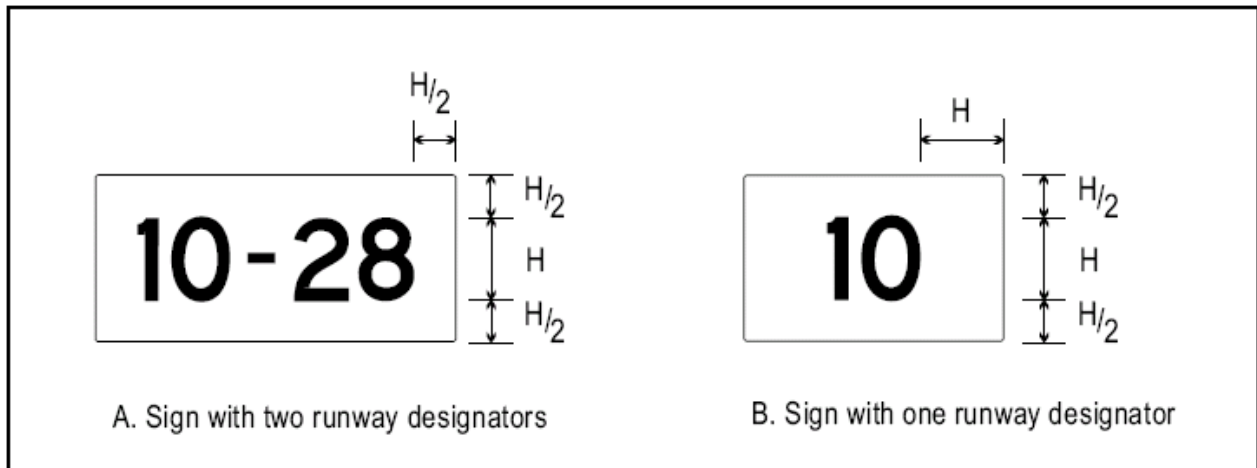 H/2
H
H/2
H/2
10-28
H
10
H
H/2
H/2
A. Sign with two runway designators
B. Sign with one runway designator